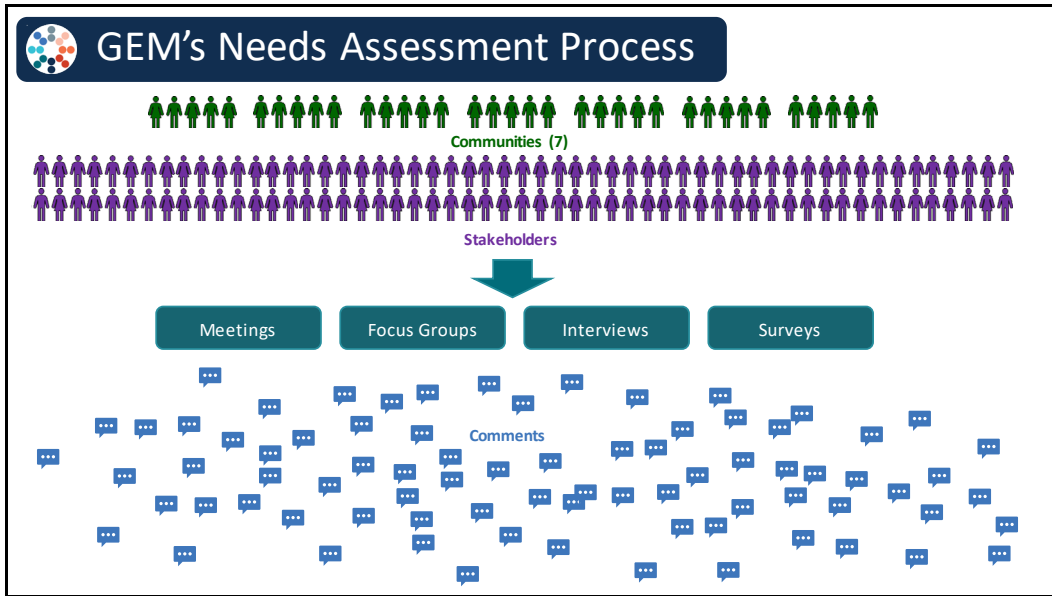 GEM’s Needs Assessment Process
Communities (7)
Stakeholders
Meetings
Focus Groups
Interviews
Surveys
Comments